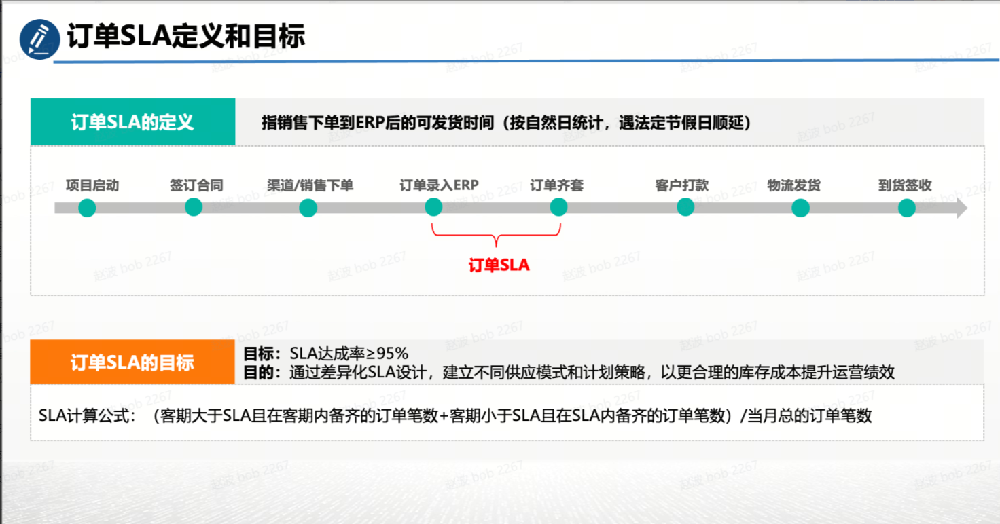 订单SLA定义和目标
订单SLA的定义
指销售下单到ERP后的可发货时间（按自然日统计，遇法定节假日顺延）
项目启动
签订合同
渠道/销售下单
订单录入ERP
订单齐套
客户打款
物流发货
到货签收
订单SLA
订单SLA的目标
目标：SLA达成率≥95%
目的：通过差异化SLA设计，建立不同供应模式和计划策略，以更合理的库存成本提升运营绩效
SLA计算公式：（客期大于SLA且在客期内备齐的订单笔数+客期小于SLA且在SLA内备齐的订单笔数）/当月总的订单笔数
赵波 bob 2267